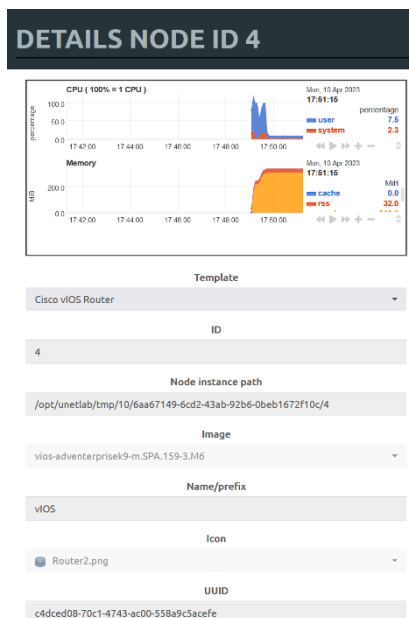 DETAILS NODE ID 4
CPU ( 100% = 1 CPU )
Mon, 10 Apr 2023
17:51:15
percentage
percentage
100.0
50.0
0.0
user 7.5
system 2.3
17:42:00 17:44:00 17:46:00 17:48:00 17:50:00
Memory
Mon, 10 Apr 2023
17:51:15
MiB
MiB
200.0
0.0
cache 0.0
rss 32.0
17:42:00 17:44:00 17:46:00 17:48:00 17:50:00
Template
Cisco vIOS Router
ID
4
Node instance path
/opt/unetlab/tmp/10/6aa67149-6cd2-43ab-92b6-0beb1672f10c/4
Image
vios-adventerprisek9-m.SPA.159-3.M6
Name/prefix
vIOS
Icon
Router2.png
UUID
c4dced08-70c1-4743-ac00-558a9c5acefe